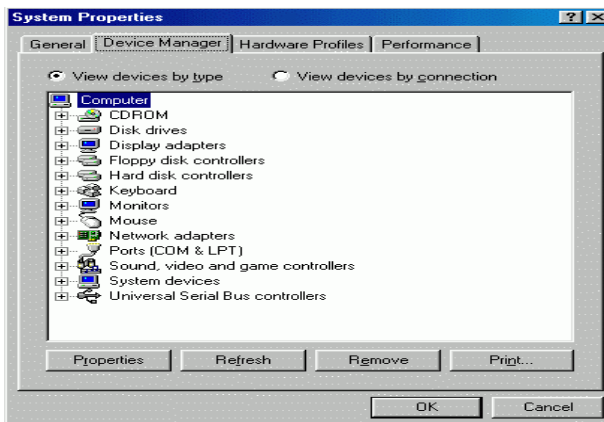 System Properties
General Device Manager Hardware Profiles Performance
View devices by type View devices by connection
Computer
CDROM
Disk drives
Display adapters
Floppy disk controllers
Hard disk controllers
Keyboard
Monitors
Mouse
Network adapters
Ports (COM & LPT)
Sound, video and game controllers
System devices
Universal Serial Bus controllers
Properties Refresh Remove Print...
OK Cancel